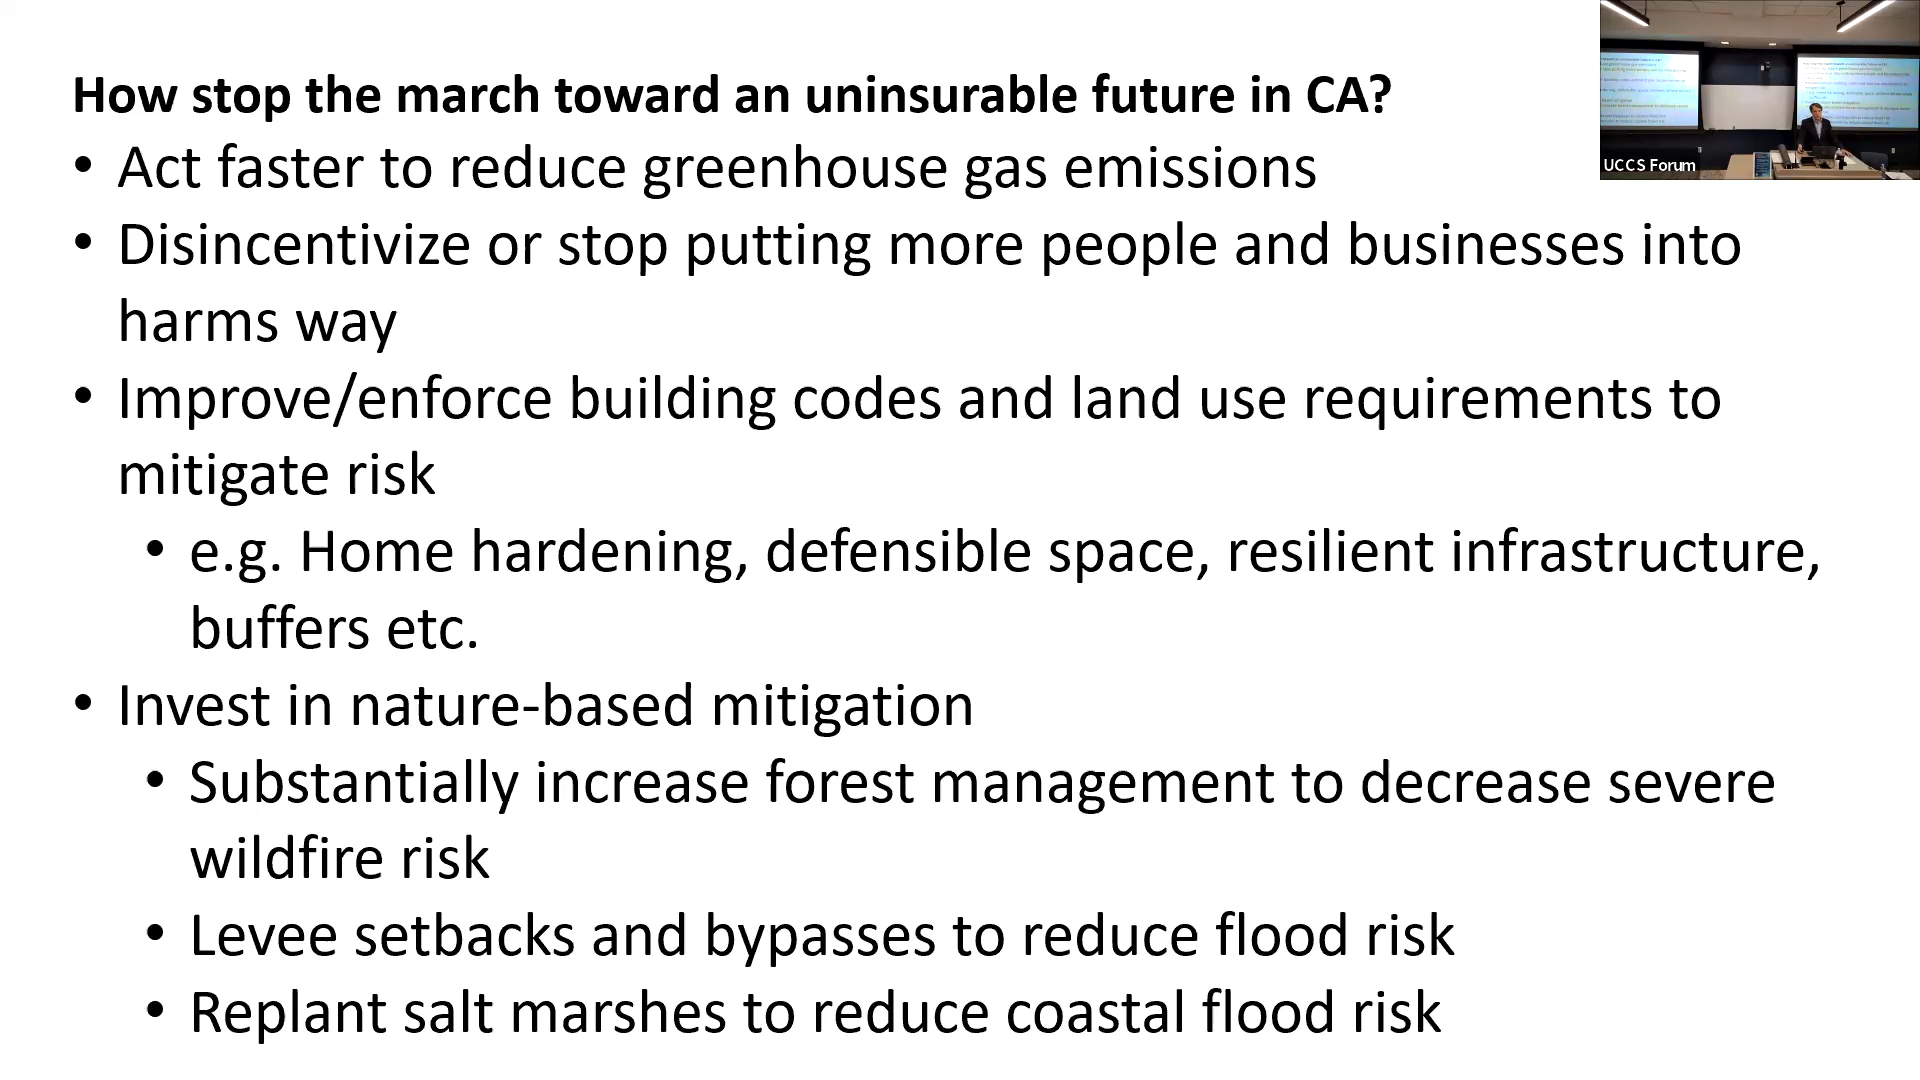 How stop the march toward an uninsurable future in CA?
• Act faster to reduce greenhouse gas emissions
• Disincentivize or stop putting more people and businesses into
harms way
• Improve/enforce building codes and land use requirements to
mitigate risk
• e.g. Home hardening, defensible space, resilient infrastructure,
buffers etc.
• Invest in nature-based mitigation
• Substantially increase forest management to decrease severe
wildfire risk
• Levee setbacks and bypasses to reduce flood risk
• Replant salt marshes to reduce coastal flood risk
UCCS Forum